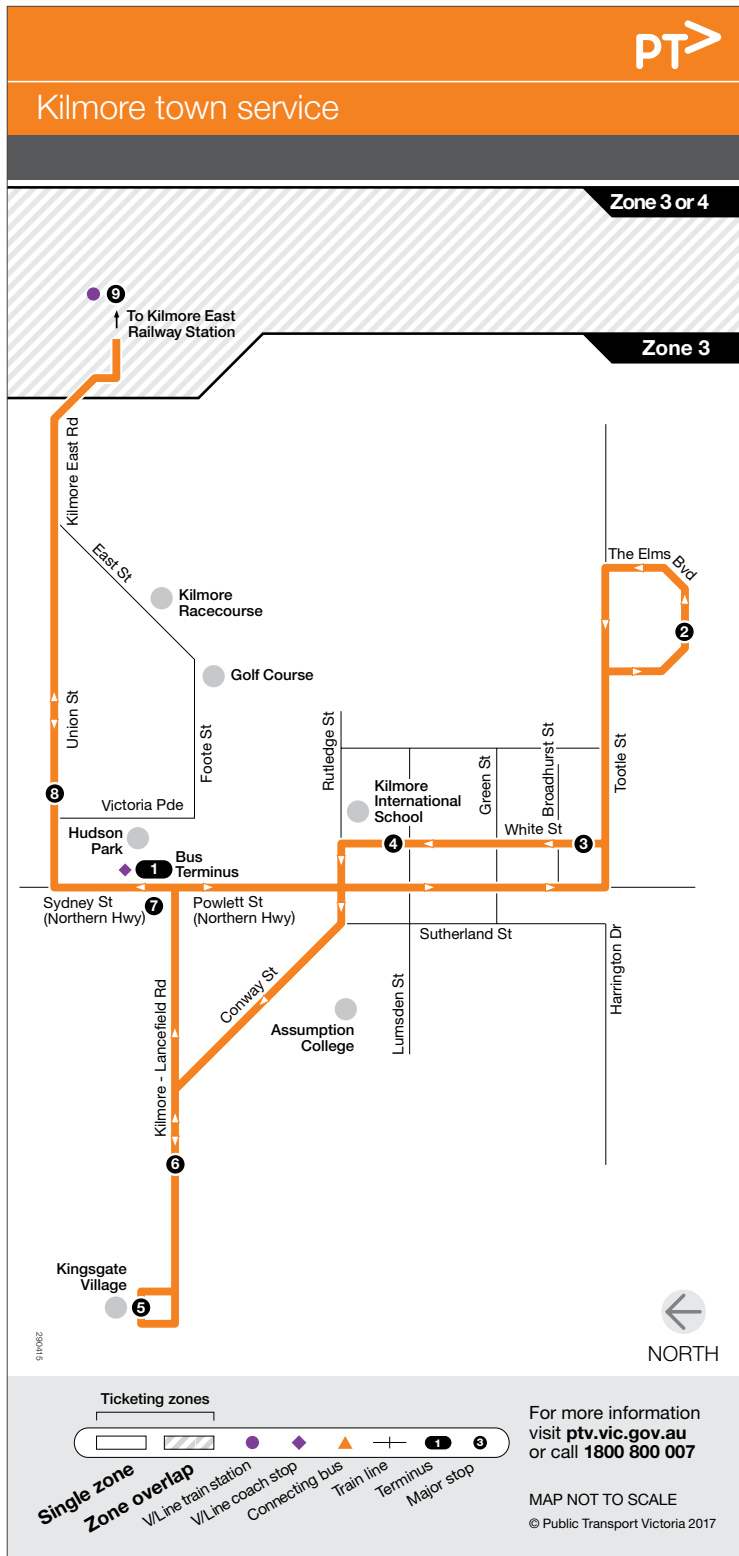 PT>
Kilmore town service
Zone 3 or 4
9
To Kilmore East
Railway Station
Zone 3
Kilmore East Rd
East St
The Elms
Bvd
Kilmore
Racecourse
2
Golf Course
Union St
Foote St
Rutledge St
Green St
Broadhurst St
Tootle St
8
Victoria Pde
Kilmore
International
School
White St
Hudson
Park
4
3
1
Bus
Terminus
Sydney St
(Northern Hwy)
7
Powlett St
(Northern Hwy)
Sutherland St
Conway St
Lumsden St
Harrington Dr
Kilmore - Lancefield Rd
Assumption
College
6
Kingsgate
Village
5
290415
NORTH
Ticketing zones
1
3
Single zone
Zone overlap
V/Line train station
V/Line coach stop
Connecting bus
Train line
Terminus
Major stop
For more information
visit ptv.vic.gov.au
or call 1800 800 007
MAP NOT TO SCALE
© Public Transport Victoria 2017